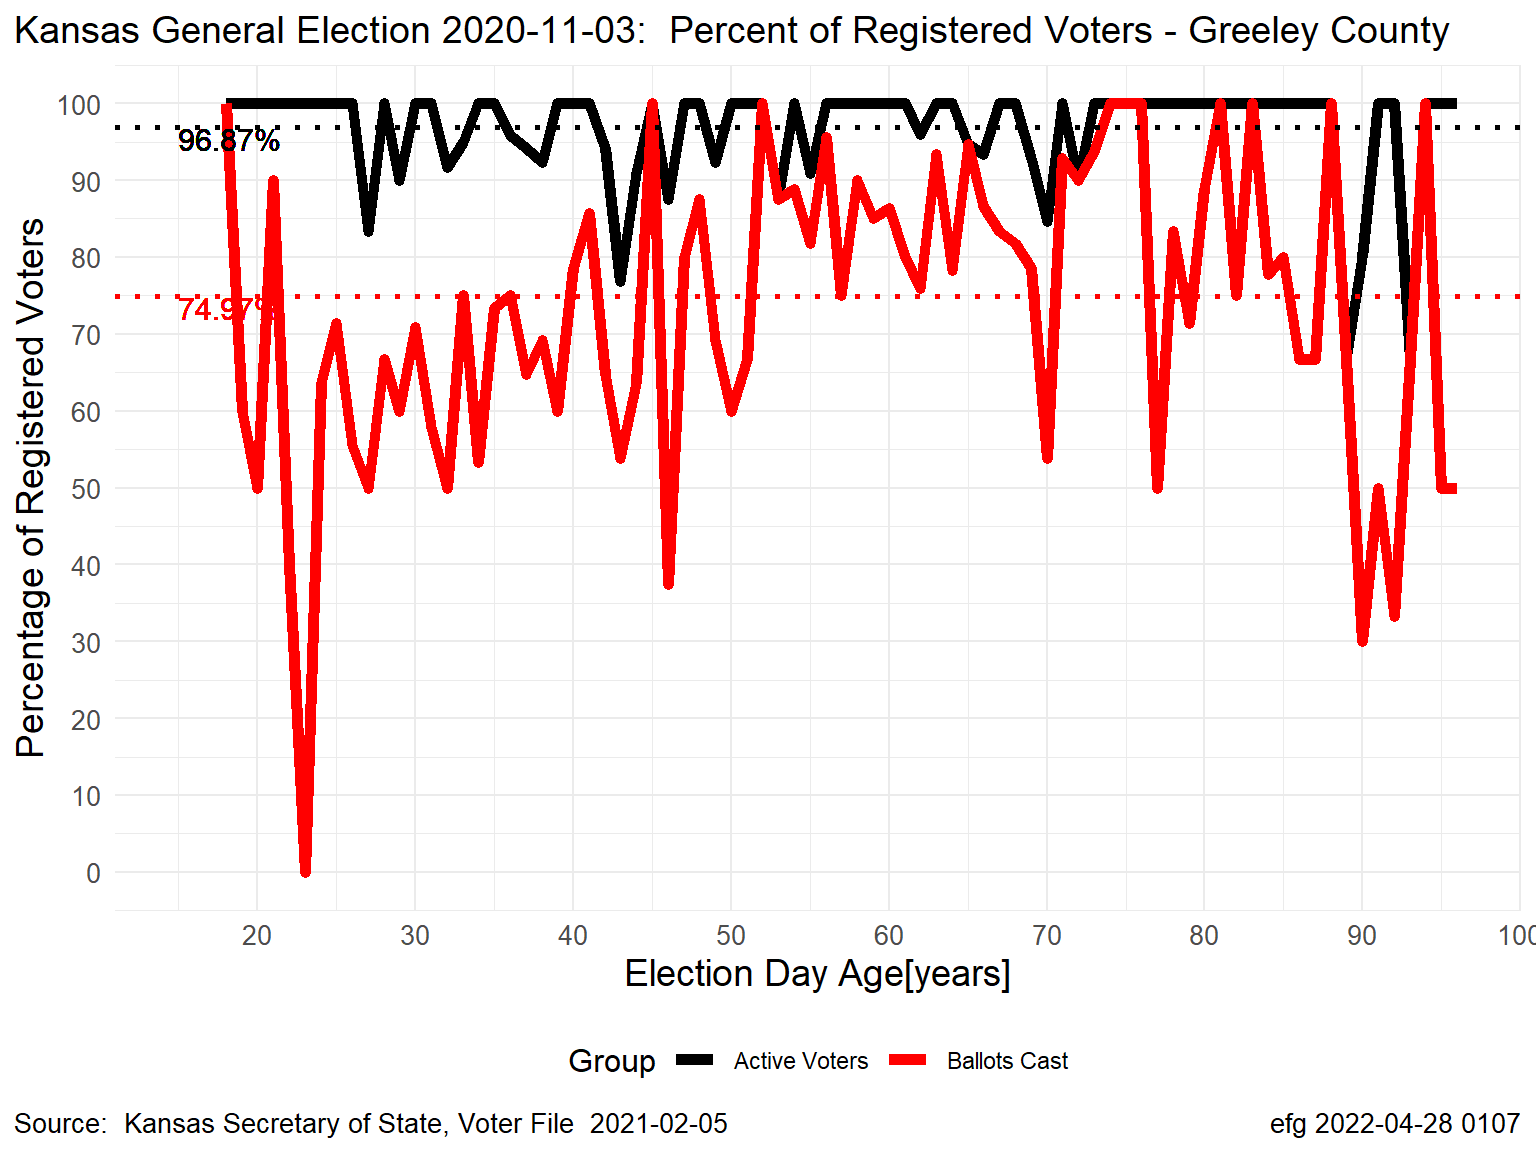 Kansas General Election 2020-11-03:  Percent of Registered Voters - Greeley County
Percentage of Registered Voters
100
90
80
70
60
50
40
30
20
10
0
96.87%
74.97%
20 30 40 50 60 70 80 90 100
Election Day Age[years]
Group Active Voters Ballots Cast
Source:  Kansas Secretary of State, Voter File  2021-02-05
efg 2022-04-28 0107